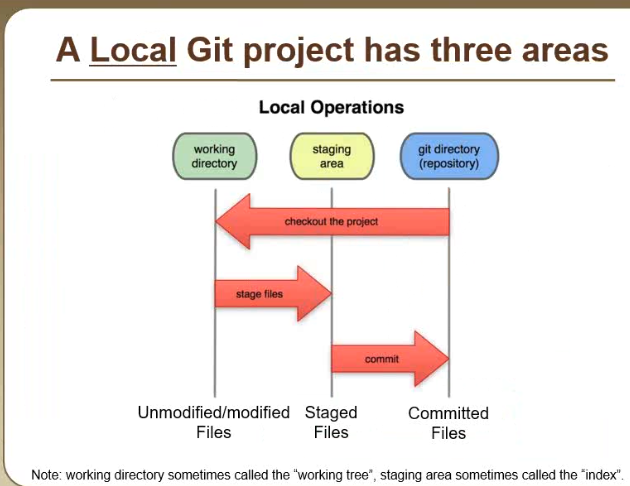 A Local Git project has three areas
Local Operations
working
directory
staging
area
git directory
(repository)
checkout the project
stage files
commit
Unmodified/modified
Files
Staged
Files
Committed
Files
Note: working directory sometimes called the “working tree”, staging area sometimes called the “index”.